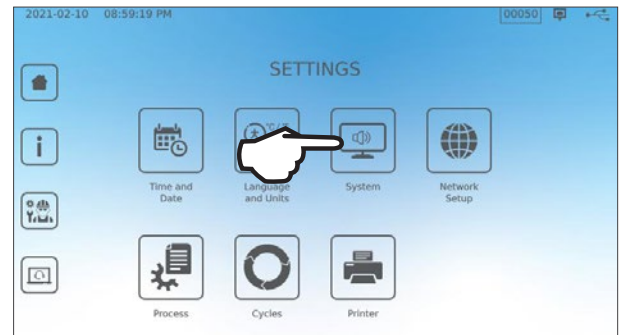 2021-02-10 08:59:19 PM 00050
SETTINGS
°C/°F
i
Time and
Date
Language
and Units
System
Network
Setup
Process
Cycles
Printer